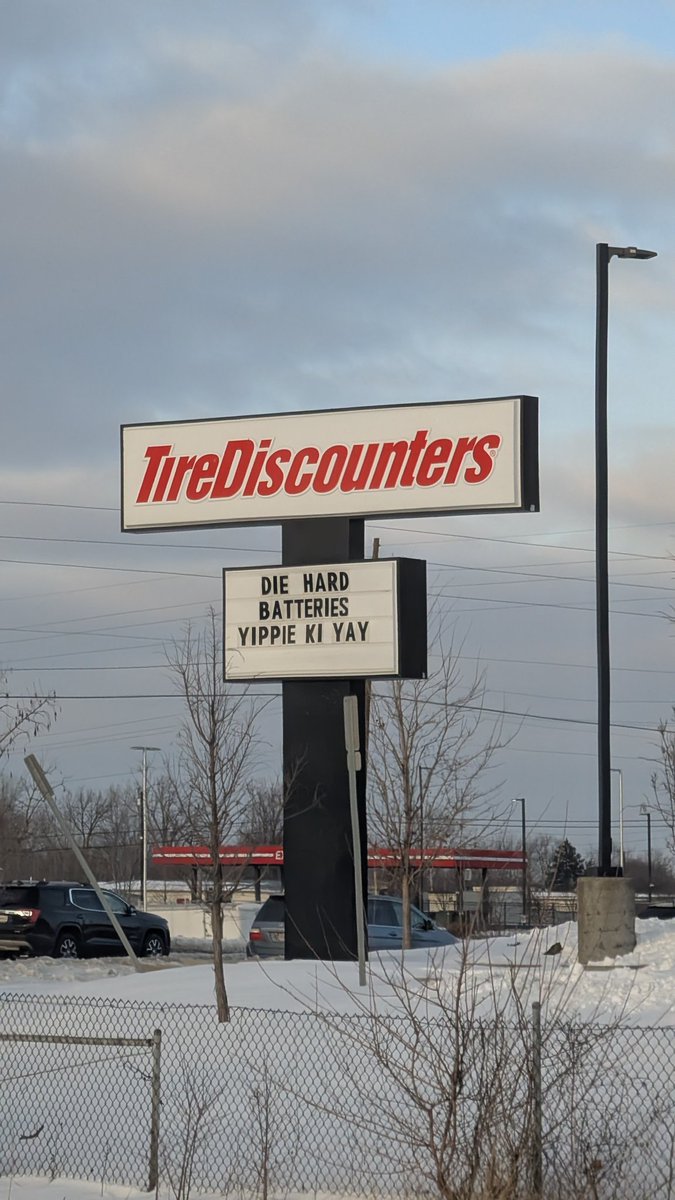 TireDiscounters®
DIE HARD
BATTERIES
YIPPIE KI YAY